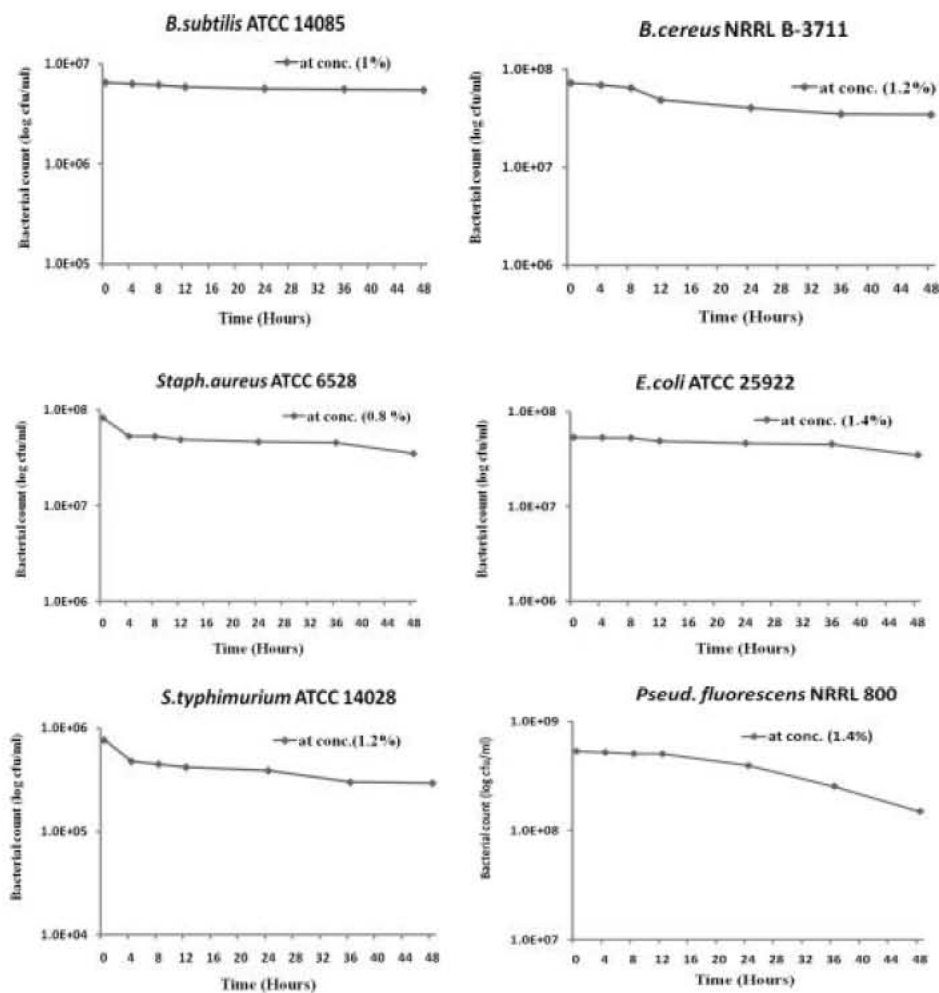 B.subtilis ATCC 14085
Bacterial count (log cfu/ml)
1.0E+07
1.0E+06
1.0E+05
at conc. (1%)
0 4 8 12 16 20 24 28 32 36 40 44 48
Time (Hours)
B.cereus NRRL B-3711
Bacterial count (log cfu/ml)
1.0E+08
1.0E+07
1.0E+06
at conc. (1.2%)
0 4 8 12 16 20 24 28 32 36 40 44 48
Time (Hours)
Staph.aureus ATCC 6528
Bacterial count (log cfu/ml)
1.0E+08
1.0E+07
1.0E+06
at conc. (0.8 %)
0 4 8 12 16 20 24 28 32 36 40 44 48
Time (Hours)
E.coli ATCC 25922
Bacterial count (log cfu/ml)
1.0E+08
1.0E+07
1.0E+06
at conc. (1.4%)
0 4 8 12 16 20 24 28 32 36 40 44 48
Time (Hours)
S.typhimurium ATCC 14028
Bacterial count (log cfu/ml)
1.0E+06
1.0E+05
1.0E+04
at conc.(1.2%)
0 4 8 12 16 20 24 28 32 36 40 44 48
Time (Hours)
Pseud. fluorescens NRRL 800
Bacterial count (log cfu/ml)
1.0E+09
1.0E+08
1.0E+07
at conc. (1.4%)
0 4 8 12 16 20 24 28 32 36 40 44 48
Time (Hours)